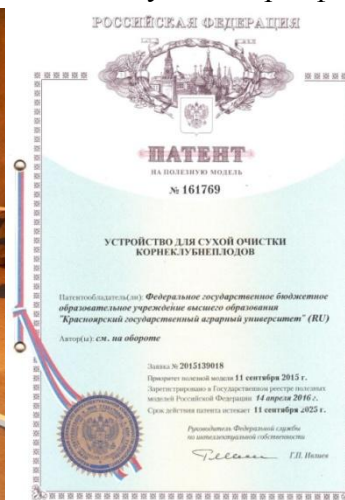 РОССИЙСКАЯ ФЕДЕРАЦИЯ
ПАТЕНТ
НА ПОЛЕЗНУЮ МОДЕЛЬ
№ 161769
УСТРОЙСТВО ДЛЯ СУХОЙ ОЧИСТКИ
КОРНЕКЛУБНЕПЛОДОВ
Патентообладатель(ли): Федеральное государственное бюджетное
образовательное учреждение высшего образования
"Красноярский государственный аграрный университет" (RU)
Автор(ы): см. на обороте
Заявка № 2015139018
Приоритет полезной модели 11 сентября 2015 г.
Зарегистрировано в Государственном реестре полезных
моделей Российской Федерации 14 апреля 2016 г.
Срок действия патента истекает 11 сентября 2025 г.
Руководитель Федеральной службы
по интеллектуальной собственности
Г.П. Ивлиев